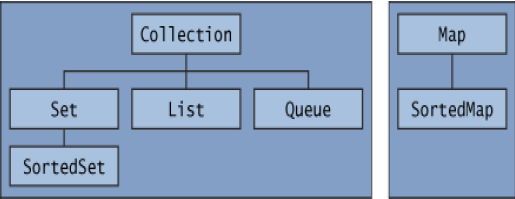 Collection
Map
Set
List
Queue
SortedMap
SortedSet